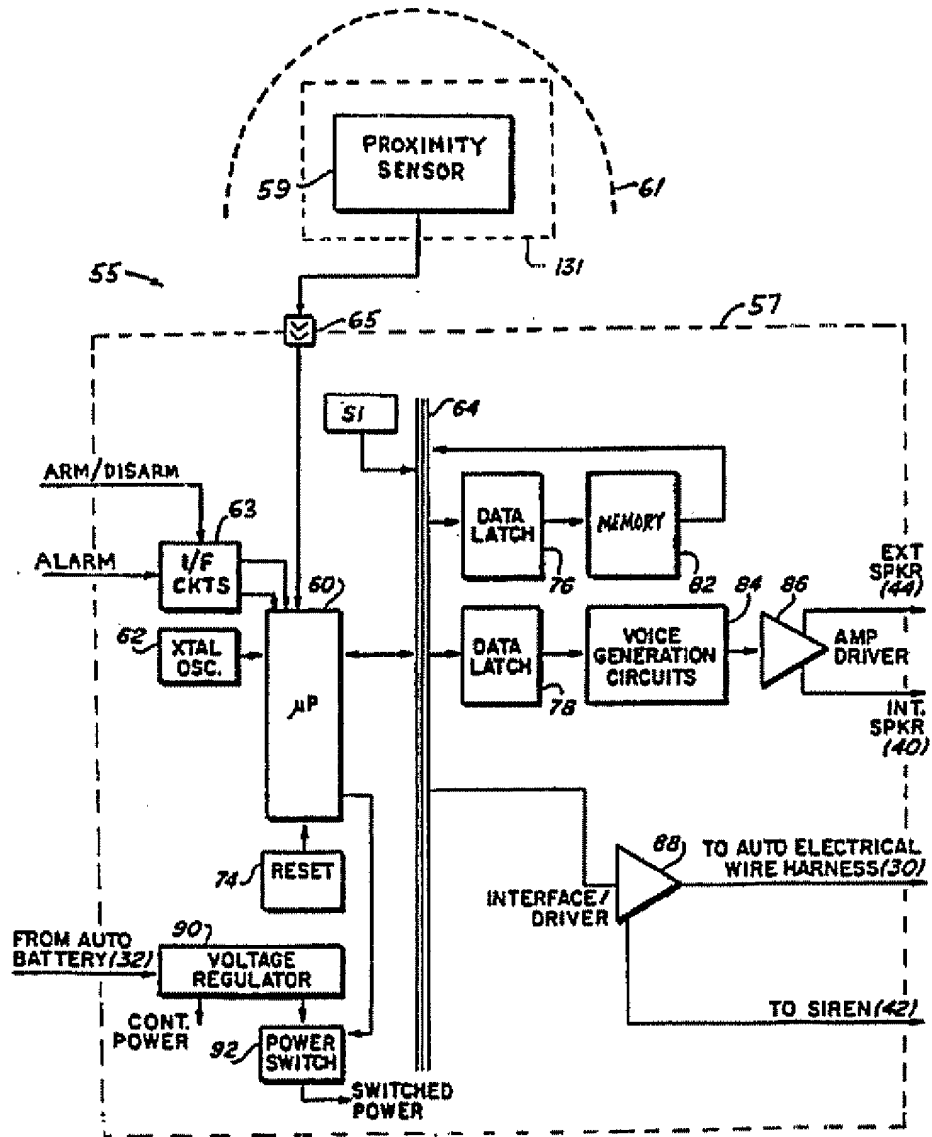 PROXIMITY
SENSOR
59
61
131
55
65
57
S1
64
ARM/DISARM
63
I/F
CKTS
ALARM
60
DATA
LATCH
76
MEMORY
82
EXT
SPKR
(44)
62
XTAL
OSC.
µP
DATA
LATCH
78
VOICE
GENERATION
CIRCUITS
84
86
AMP
DRIVER
INT.
SPKR
(40)
74
RESET
88
INTERFACE/
DRIVER
TO AUTO ELECTRICAL
WIRE HARNESS(30)
FROM AUTO
BATTERY(32)
90
VOLTAGE
REGULATOR
CONT.
POWER
92
POWER
SWITCH
SWITCHED
POWER
TO SIREN(42)